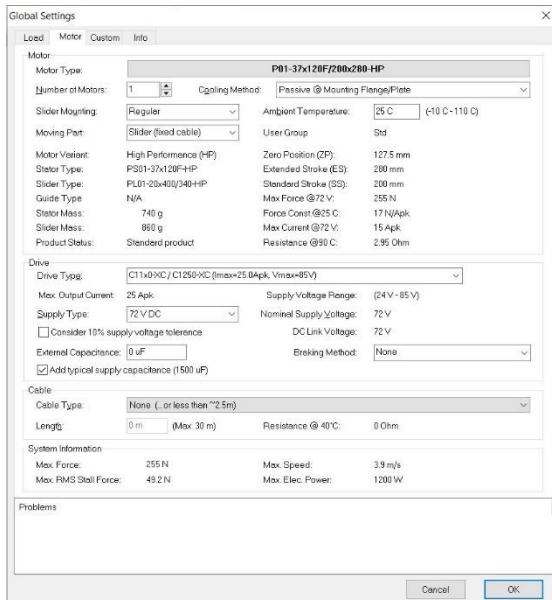 Global Settings
Load Motor Custom Info
Motor
Motor Type: P01-37x120F/200x280-HP
Number of Motors: 1 Cooling Method: Passive @ Mounting Flange/Plate
Slider Mounting: Regular Ambient Temperature: 25 C (-10 C - 110 C)
Moving Part: Slider (fixed cable) User Group Std
Motor Variant: High Performance (HP) Zero Position (ZP): 127.5 mm
Stator Type: PS01-37x120F-HP Extended Stroke (ES): 280 mm
Slider Type: PL01-20x400/340-HP Standard Stroke (SS): 200 mm
Guide Type N/A Max Force @72 V: 255 N
Stator Mass: 740 g Force Const. @25 C: 17 N/Apk
Slider Mass: 860 g Max Current @72 V: 15 Apk
Product Status: Standard product Resistance @90 C: 2.95 Ohm
Drive
Drive Type: C11x0-XC / C1250-XC (Imax=25.0Apk, Vmax=85V)
Max. Output Current: 25 Apk Supply Voltage Range: (24 V - 85 V)
Supply Type: 72 V DC Nominal Supply Voltage: 72 V
Consider 10% supply voltage tolerance DC Link Voltage: 72 V
External Capacitance: 0 uF Braking Method: None
Add typical supply capacitance (1500 uF)
Cable
Cable Type: None (...or less than ~2.5m)
Length: 0 m (Max. 30 m) Resistance @ 40°C: 0 Ohm
System Information
Max. Force: 255 N Max. Speed: 3.9 m/s
Max. RMS Stall Force: 49.2 N Max. Elec. Power: 1200 W
Problems
Cancel OK